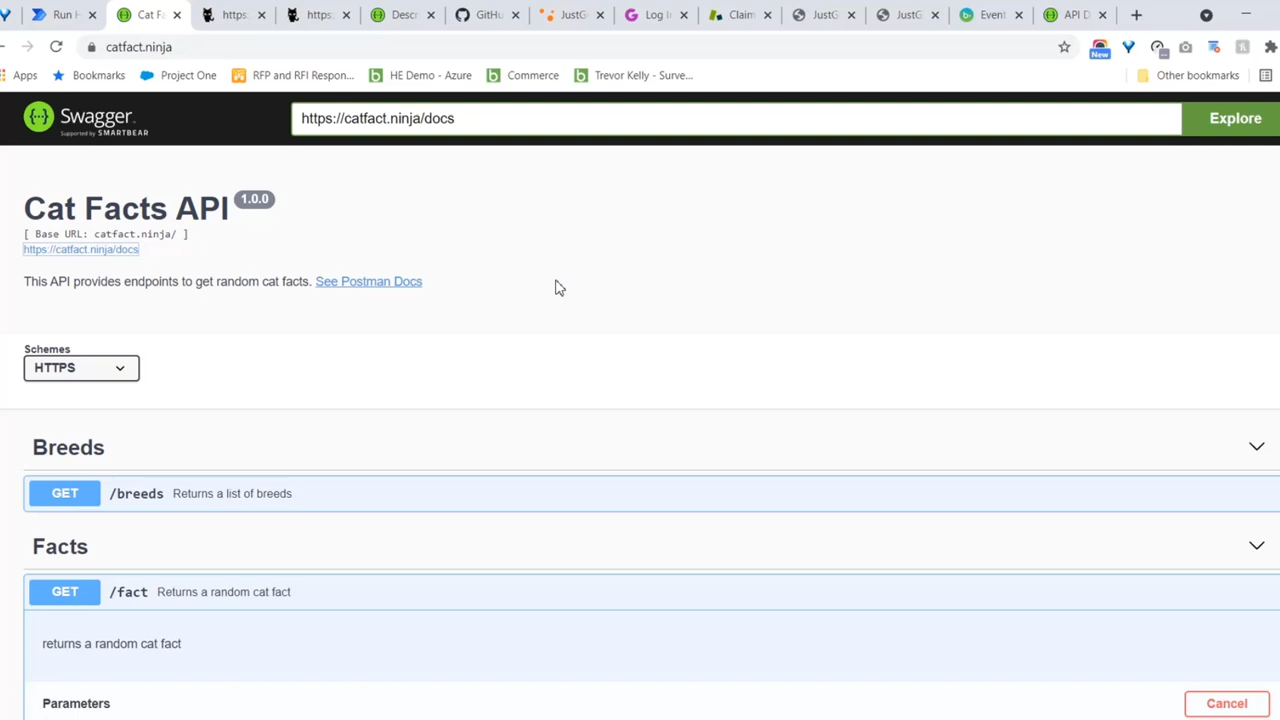 Run H
Cat Fa
https:
https:
Descr
GitHu
JustGi
Log In
Claim
JustG
JustG
Event
API D
catfact.ninja
New
Apps
Bookmarks
Project One
RFP and RFI Respon...
HE Demo - Azure
Commerce
Trevor Kelly - Surve...
Other bookmarks
Swagger
Supported by SMARTBEAR
https://catfact.ninja/docs
Explore
Cat Facts API 1.0.0
[ Base URL: catfact.ninja/ ]
https://catfact.ninja/docs
This API provides endpoints to get random cat facts. See Postman Docs
Schemes
HTTPS
Breeds
GET /breeds Returns a list of breeds
Facts
GET /fact Returns a random cat fact
returns a random cat fact
Parameters
Cancel